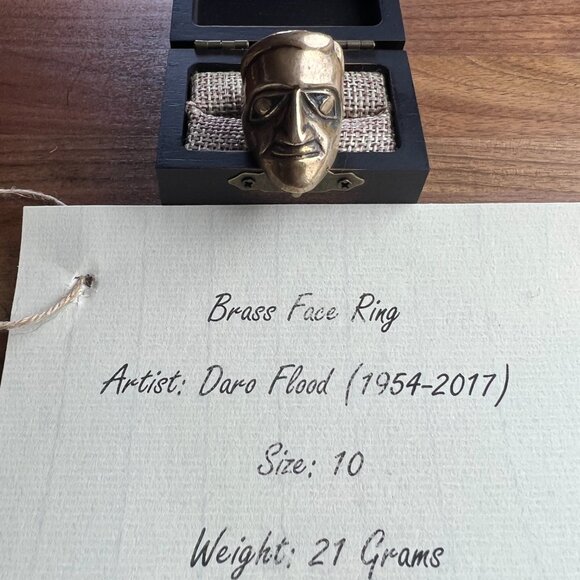 Brass Face Ring
Artist: Daro Flood (1954-2017)
Size: 10
Weight: 21 Grams